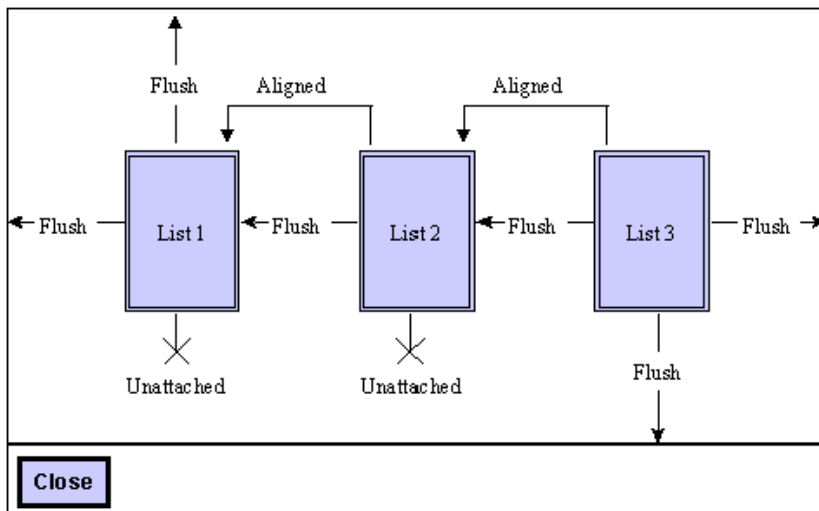 Flush
Aligned
Aligned
Flush
List 1
Flush
List 2
Flush
List 3
Flush
Unattached
Unattached
Flush
Close